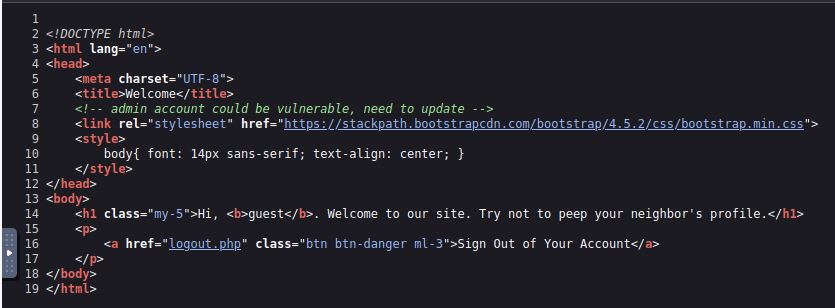 1
2 <!DOCTYPE html>
3 <html lang="en">
4 <head>
5     <meta charset="UTF-8">
6     <title>Welcome</title>
7     <!-- admin account could be vulnerable, need to update -->
8     <link rel="stylesheet" href="https://stackpath.bootstrapcdn.com/bootstrap/4.5.2/css/bootstrap.min.css">
9     <style>
10         body{ font: 14px sans-serif; text-align: center; }
11     </style>
12 </head>
13 <body>
14     <h1 class="my-5">Hi, <b>guest</b>. Welcome to our site. Try not to peep your neighbor's profile.</h1>
15     <p>
16         <a href="logout.php" class="btn btn-danger ml-3">Sign Out of Your Account</a>
17     </p>
18 </body>
19 </html>